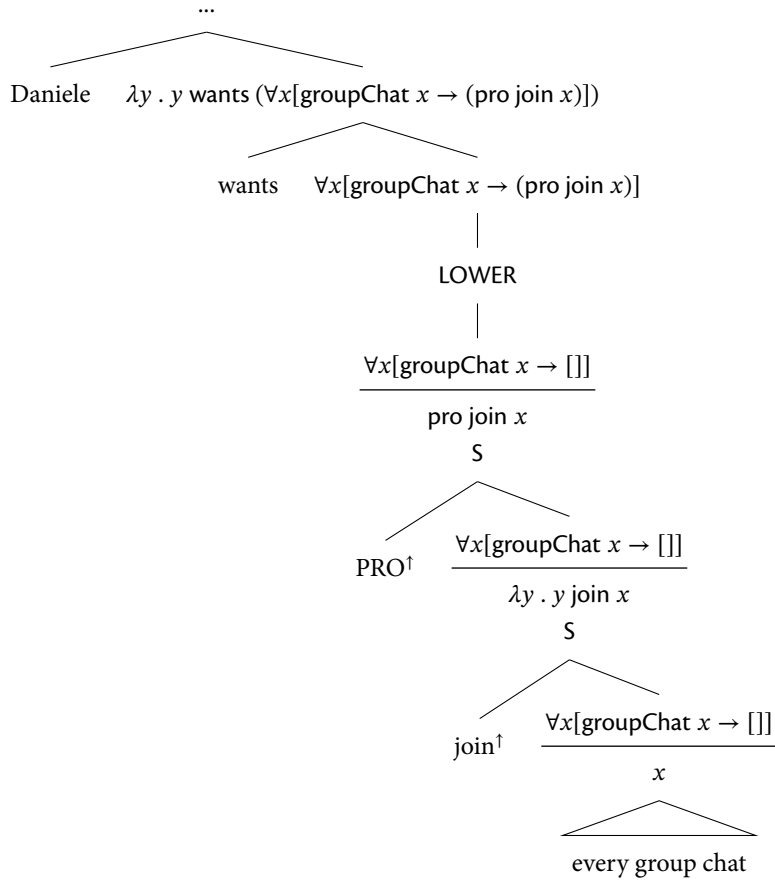 ...
Daniele λy . y wants (∀x[groupChat x → (pro join x)])
wants ∀x[groupChat x → (pro join x)]
LOWER
∀x[groupChat x → []]
pro join x
S
PRO↑ ∀x[groupChat x → []]
λy . y join x
S
join↑ ∀x[groupChat x → []]
x
every group chat